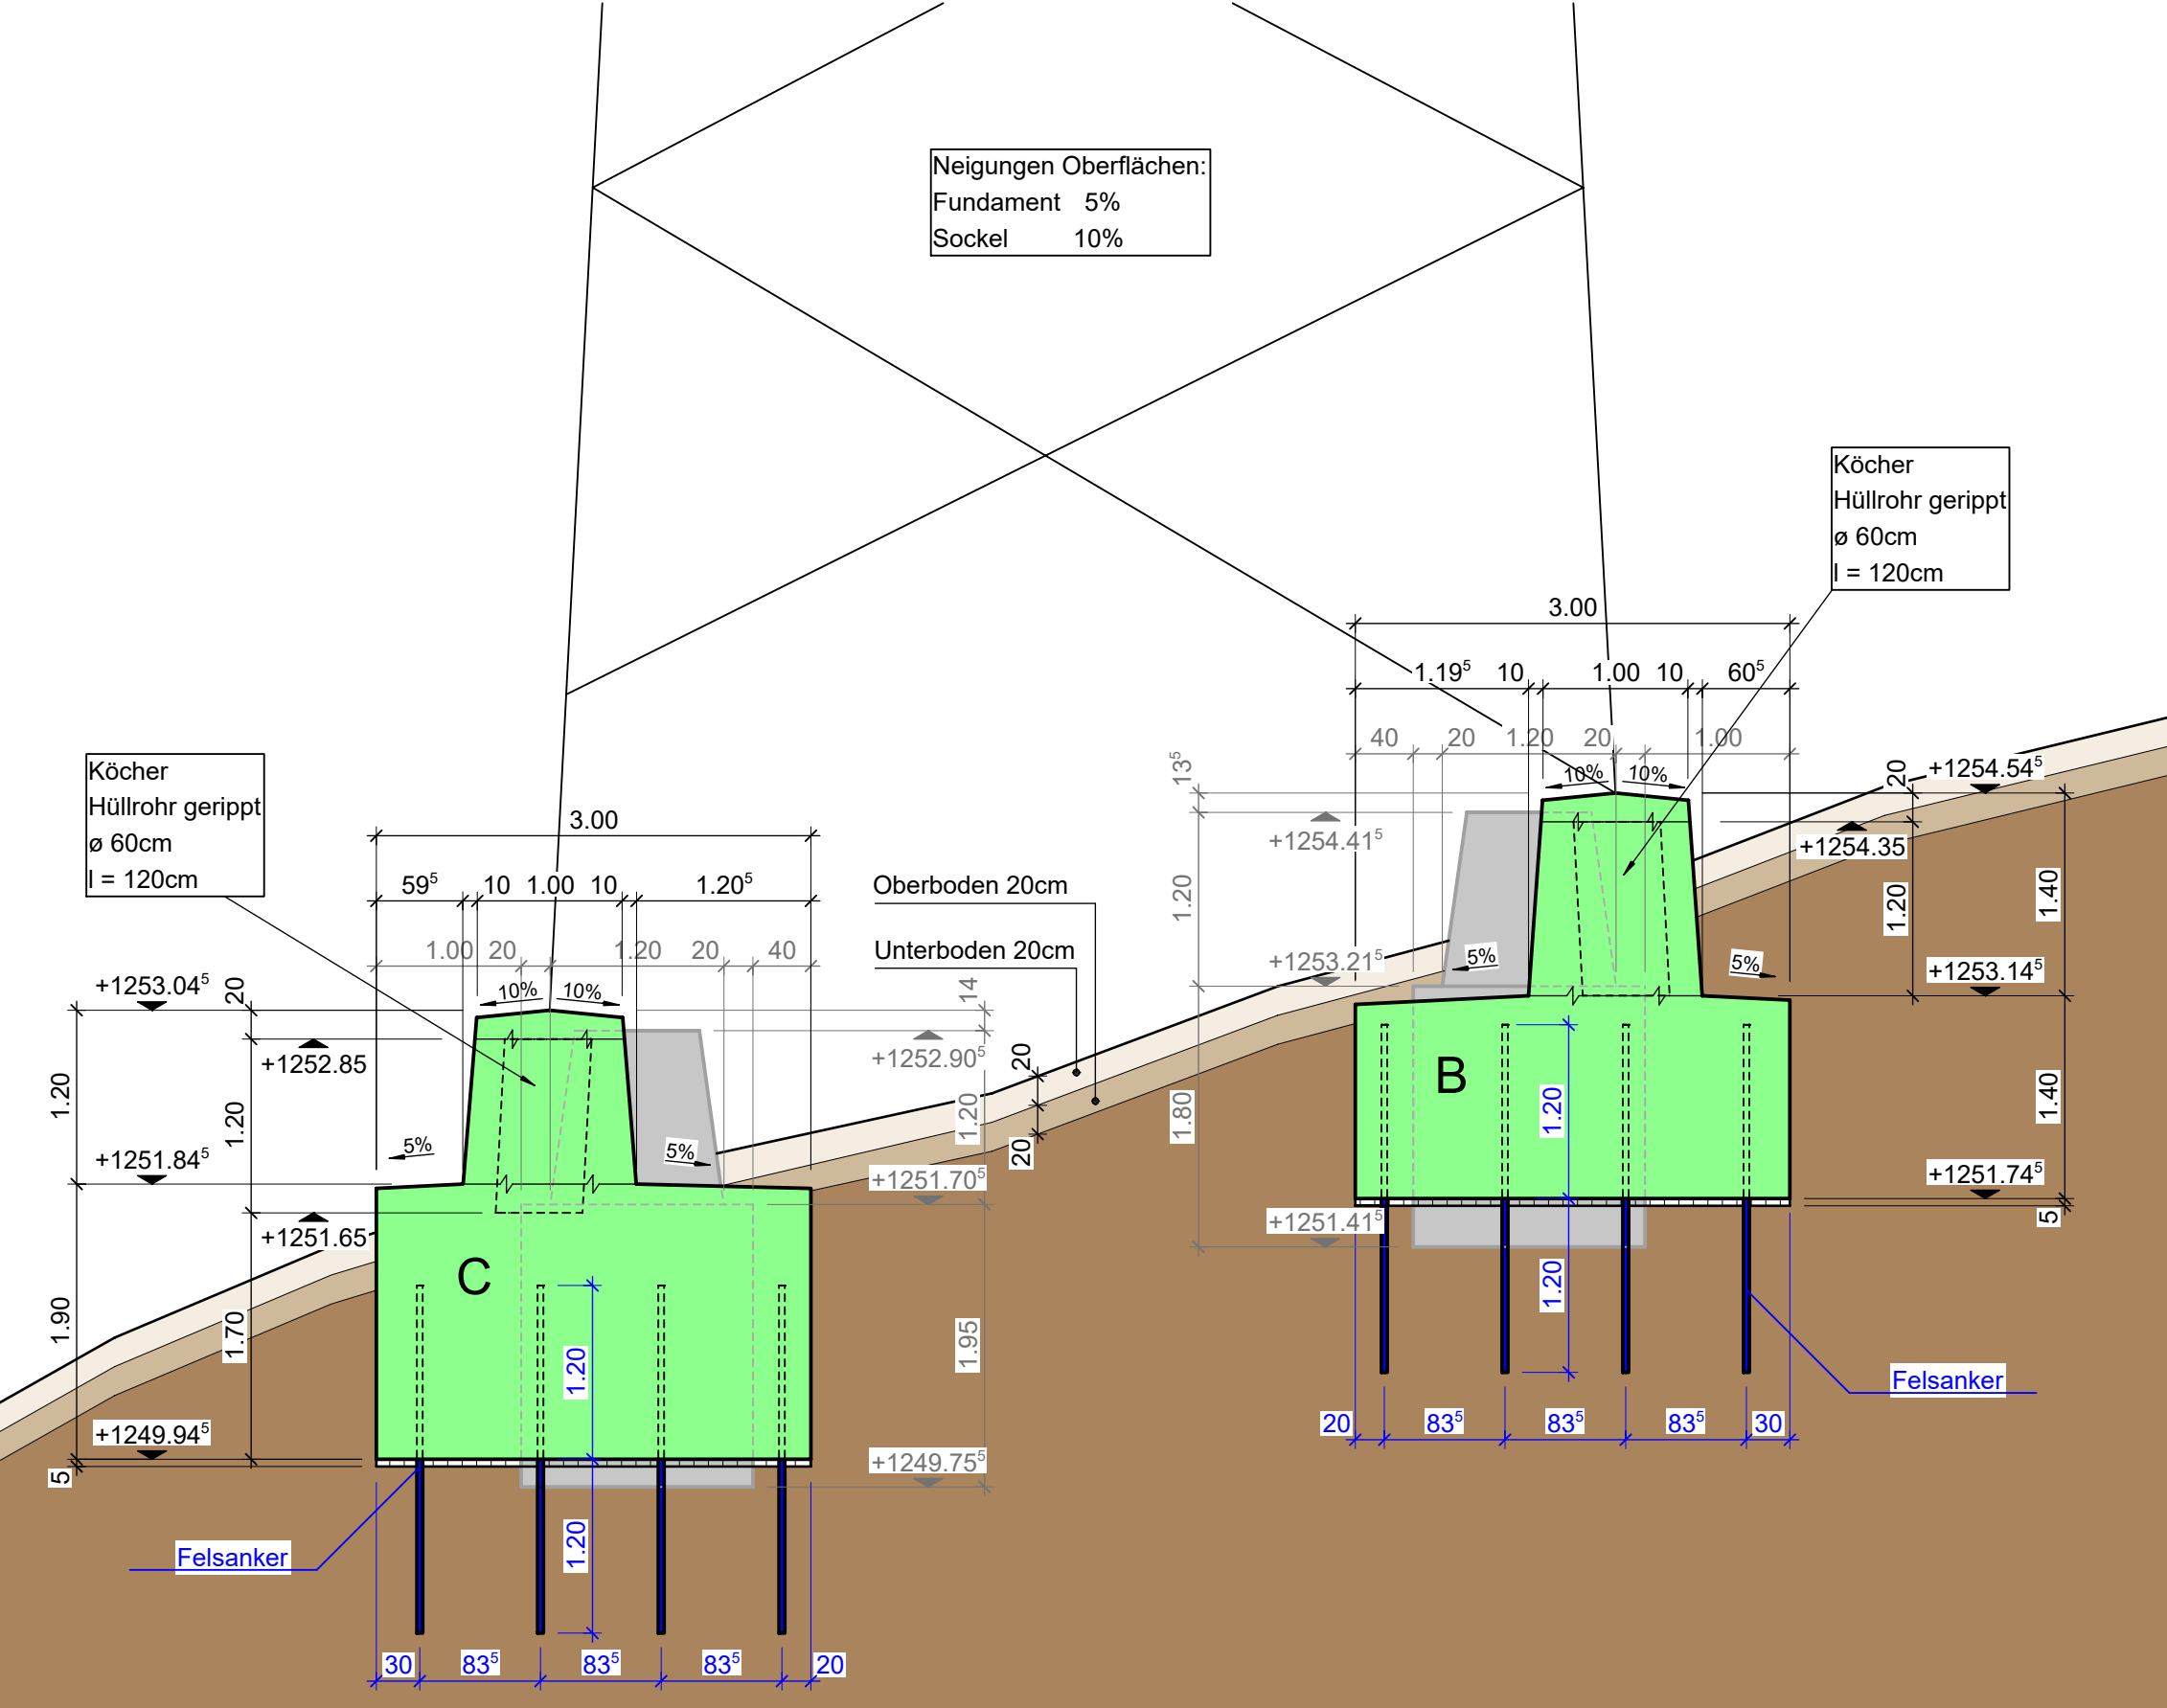 Neigungen Oberflächen:
Fundament 5%
Sockel 10%
Köcher
Hüllrohr gerippt
ø 60cm
l = 120cm
3.00
1.19⁵ 10 1.00 10 60⁵
40 20 1.20 20 1.00
10% 10%
13⁵
+1254.41⁵
1.20
+1253.21⁵
1.80
+1251.41⁵
5%
5%
20
+1254.54⁵
+1254.35
1.20
1.40
+1253.14⁵
1.40
+1251.74⁵
5
B
1.20
1.20
Felsanker
20 83⁵ 83⁵ 83⁵ 30
Köcher
Hüllrohr gerippt
ø 60cm
l = 120cm
3.00
59⁵ 10 1.00 10 1.20⁵
1.00 20 1.20 20 40
10% 10%
Oberboden 20cm
Unterboden 20cm
20
20
+1253.04⁵
20
+1252.85
1.20
1.20
+1251.84⁵
+1251.65
1.90
1.70
+1249.94⁵
5
5%
5%
14
+1252.90⁵
1.20
+1251.70⁵
1.95
+1249.75⁵
C
1.20
1.20
Felsanker
30 83⁵ 83⁵ 83⁵ 20